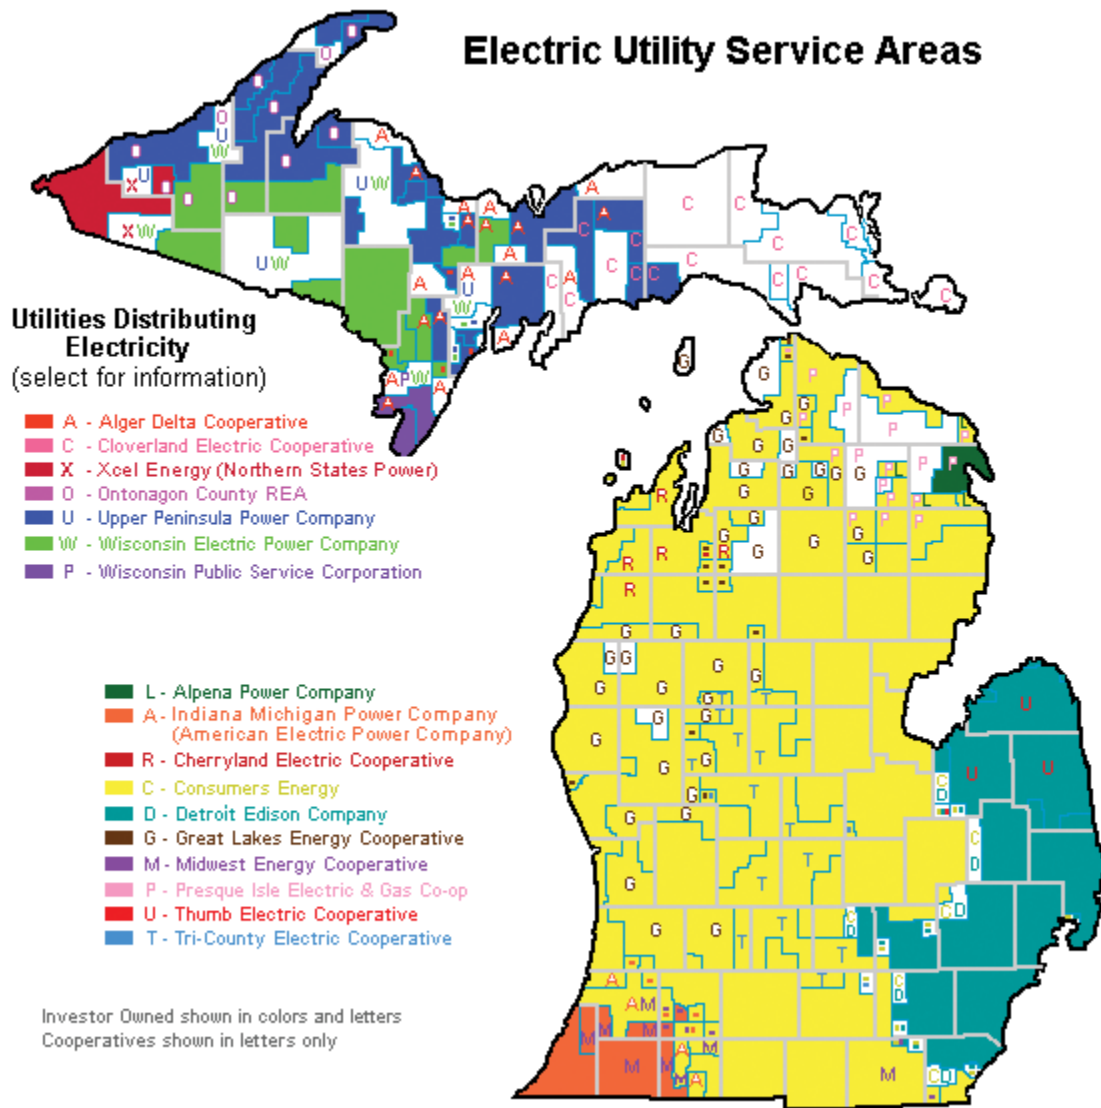 Electric Utility Service Areas
Utilities Distributing
Electricity
(select for information)
A - Alger Delta Cooperative
C - Cloverland Electric Cooperative
X - Xcel Energy (Northern States Power)
O - Ontonagon County REA
U - Upper Peninsula Power Company
W - Wisconsin Electric Power Company
P - Wisconsin Public Service Corporation
L - Alpena Power Company
A - Indiana Michigan Power Company
(American Electric Power Company)
R - Cherryland Electric Cooperative
C - Consumers Energy
D - Detroit Edison Company
G - Great Lakes Energy Cooperative
M - Midwest Energy Cooperative
P - Presque Isle Electric & Gas Co-op
U - Thumb Electric Cooperative
T - Tri-County Electric Cooperative
Investor Owned shown in colors and letters
Cooperatives shown in letters only